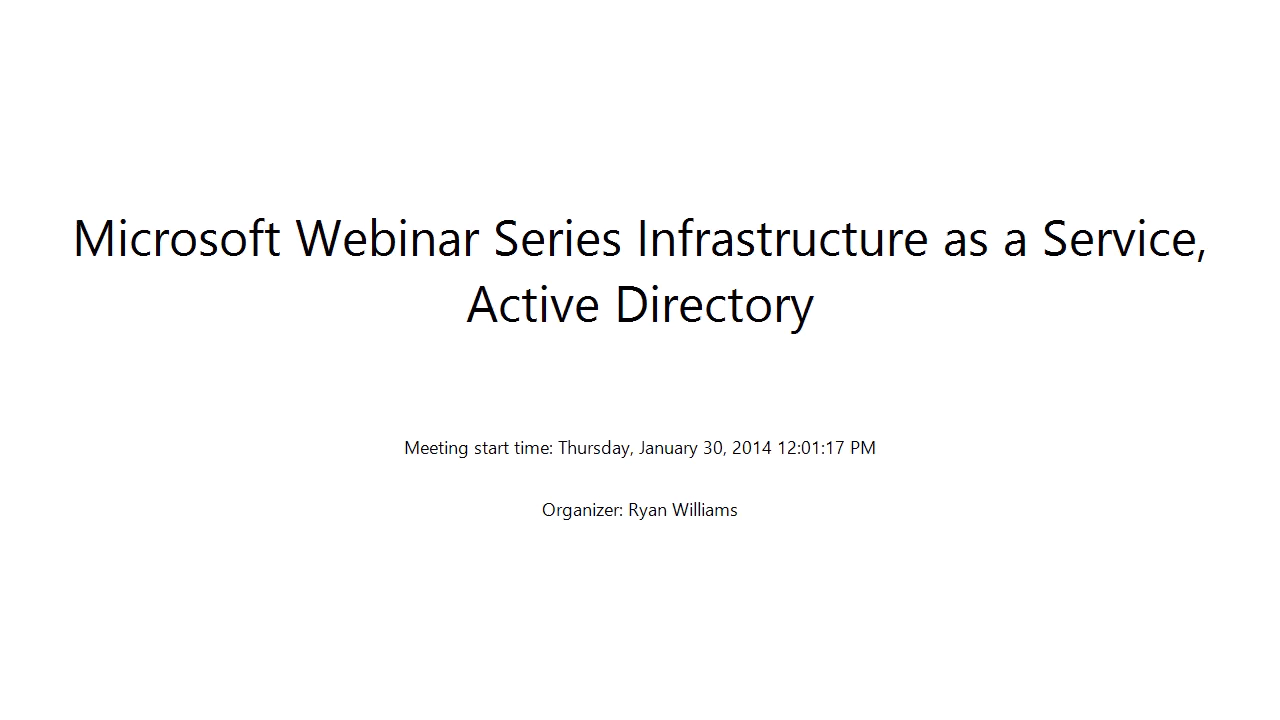 Microsoft Webinar Series Infrastructure as a Service,
Active Directory
Meeting start time: Thursday, January 30, 2014 12:01:17 PM
Organizer: Ryan Williams